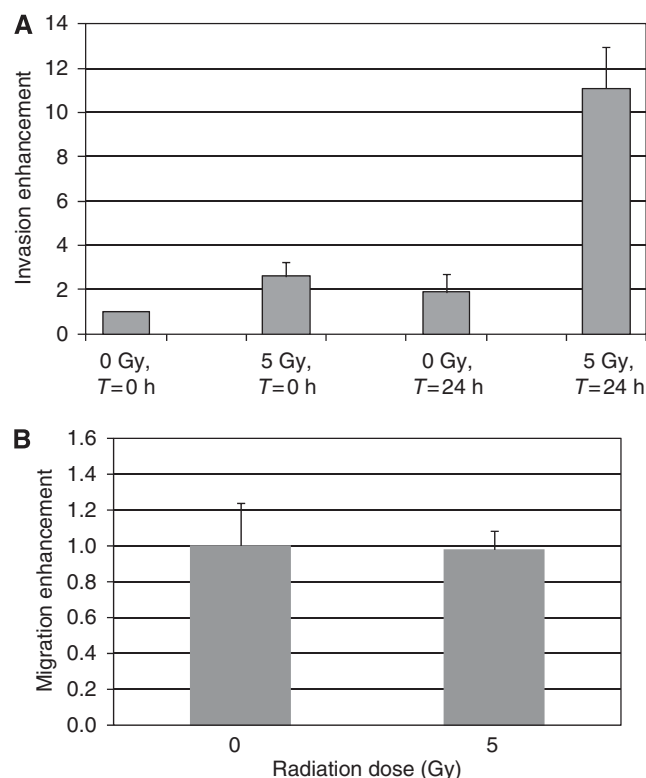 A
Invasion enhancement
14
12
10
8
6
4
2
0
0 Gy, 5 Gy, 0 Gy, 5 Gy,
T=0 h T=0 h T=24 h T=24 h
B
Migration enhancement
1.6
1.4
1.2
1.0
0.8
0.6
0.4
0.2
0.0
0 5
Radiation dose (Gy)